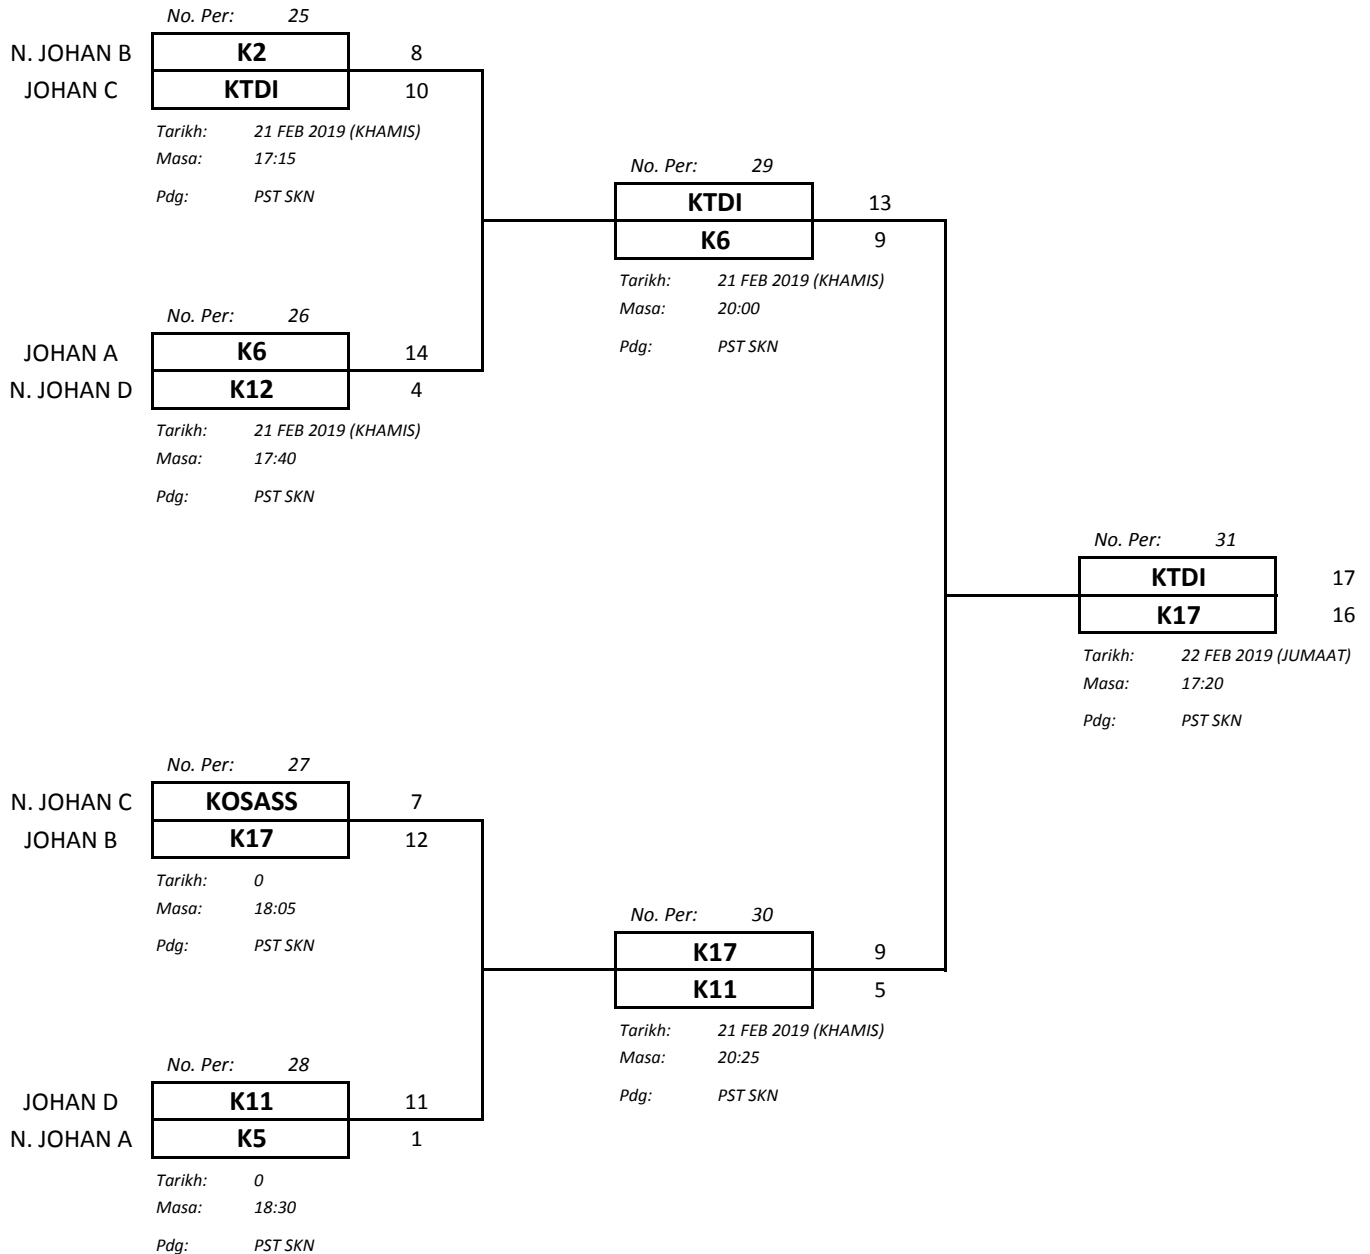 No. Per: 25
N. JOHAN B K2 8
JOHAN C KTDI 10
Tarikh: 21 FEB 2019 (KHAMIS)
Masa: 17:15
Pdg: PST SKN
No. Per: 29
KTDI 13
K6 9
Tarikh: 21 FEB 2019 (KHAMIS)
Masa: 20:00
Pdg: PST SKN
No. Per: 26
JOHAN A K6 14
N. JOHAN D K12 4
Tarikh: 21 FEB 2019 (KHAMIS)
Masa: 17:40
Pdg: PST SKN
No. Per: 31
KTDI 17
K17 16
Tarikh: 22 FEB 2019 (JUMAAT)
Masa: 17:20
Pdg: PST SKN
No. Per: 27
N. JOHAN C KOSASS 7
JOHAN B K17 12
Tarikh: 0
Masa: 18:05
Pdg: PST SKN
No. Per: 30
K17 9
K11 5
Tarikh: 21 FEB 2019 (KHAMIS)
Masa: 20:25
Pdg: PST SKN
No. Per: 28
JOHAN D K11 11
N. JOHAN A K5 1
Tarikh: 0
Masa: 18:30
Pdg: PST SKN